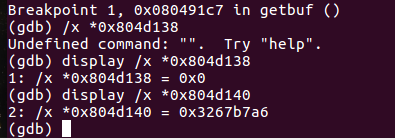 Breakpoint 1, 0x080491c7 in getbuf ()
(gdb) /x *0x804d138
Undefined command: "".  Try "help".
(gdb) display /x *0x804d138
1: /x *0x804d138 = 0x0
(gdb) display /x *0x804d140
2: /x *0x804d140 = 0x3267b7a6
(gdb)